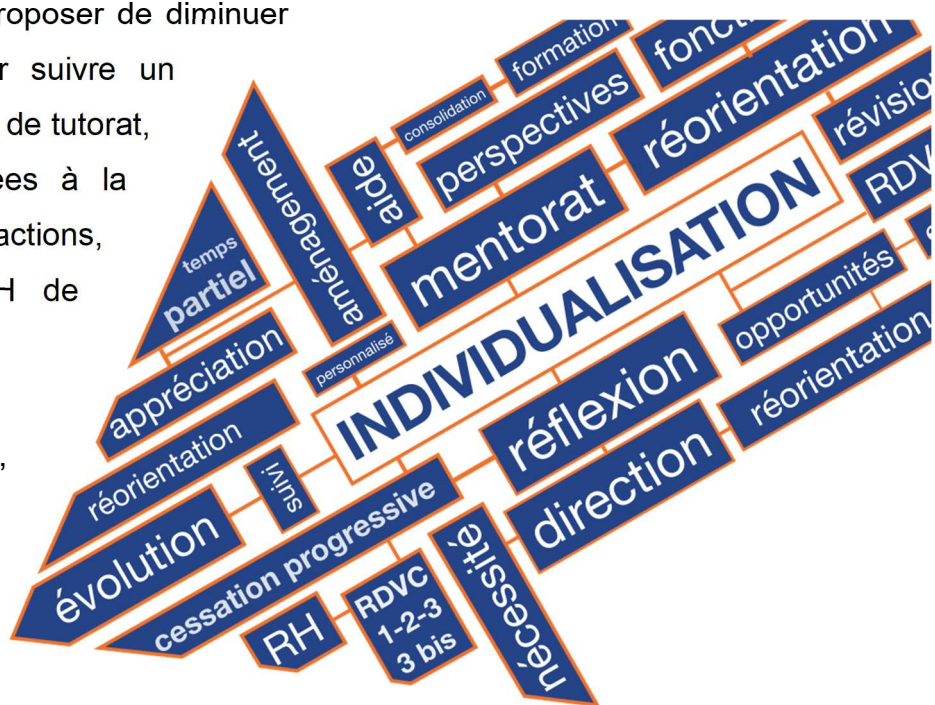 roposer de diminuer
r suivre un
de tutorat,
ees à la
actions,
H de
,
formation
consolidation
perspectives
réorientation
révisio
RDV
aide
mentorat
aménagement
temps
partiel
INDIVIDUALISATION
opportunités
réorientation
personnalisé
appréciation
réflexion
direction
réorientation
suivi
évolution
cessation progressive
nécessité
RH
RDVC
1-2-3
3 bis